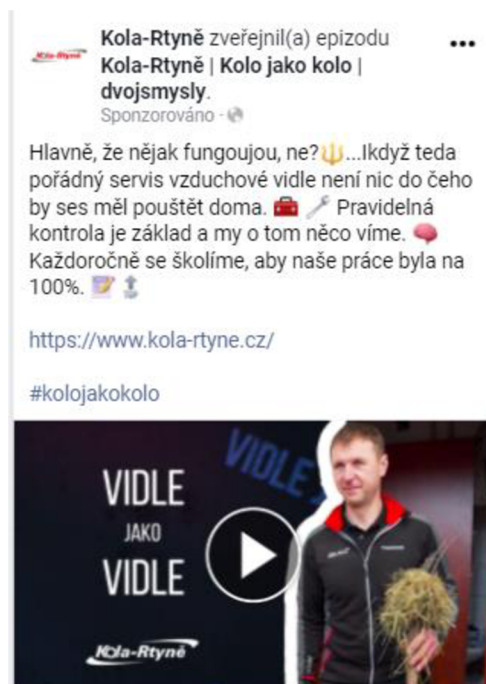 Kola-Rtyně zveřejnil(a) epizodu
Kola-Rtyně | Kolo jako kolo |
dvojsmysly.
Sponzorováno ·
Hlavně, že nějak fungoujou, ne?🔱...Ikdyž teda
pořádný servis vzduchové vidle není nic do čeho
by ses měl pouštět doma. 🧰 🔧 Pravidelná
kontrola je základ a my o tom něco víme. 🧠
Každoročně se školíme, aby naše práce byla na
100%. 📝
https://www.kola-rtyne.cz/
#kolojakokolo
VIDLE
JAKO
VIDLE
Kola-Rtyně